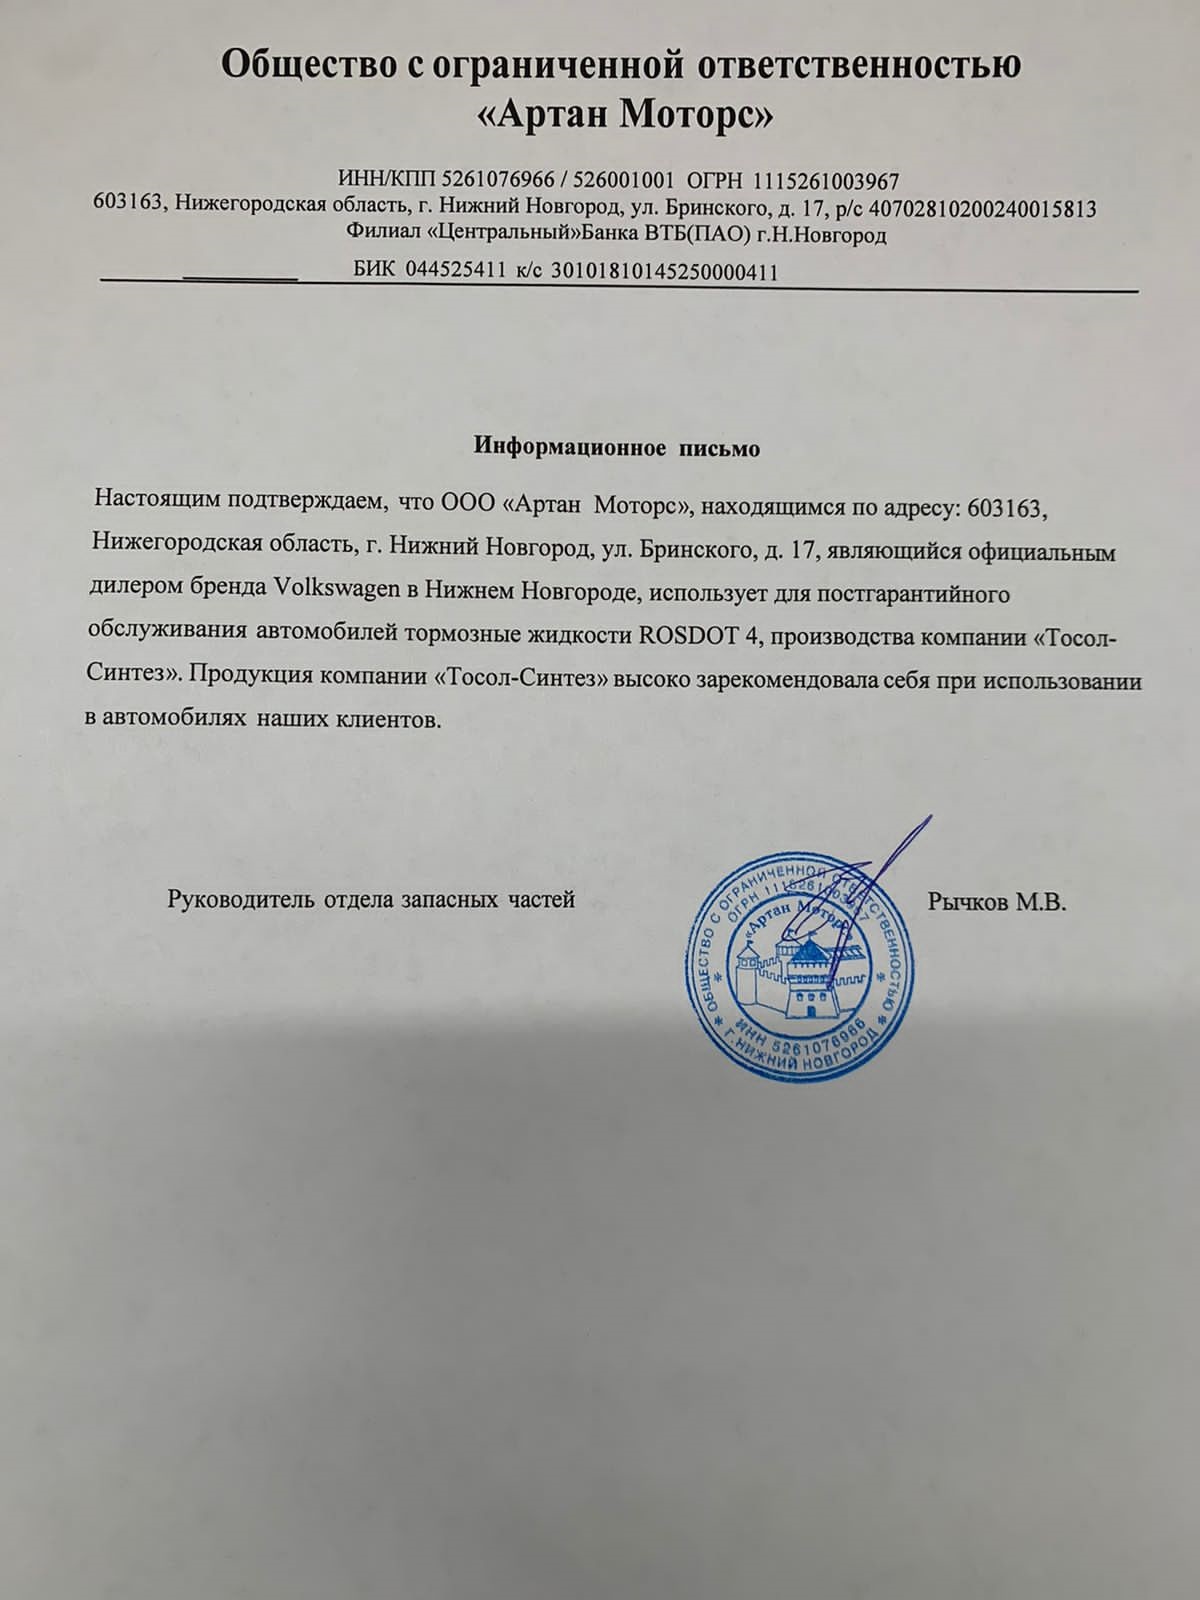 Общество с ограниченной ответственностью
«Артан Моторс»
ИНН/КПП 5261076966 / 526001001 ОГРН 1115261003967
603163, Нижегородская область, г. Нижний Новгород, ул. Бринского, д. 17, р/с 40702810200240015813
Филиал «Центральный»Банка ВТБ(ПАО) г.Н.Новгород
БИК 044525411 к/с 30101810145250000411
Информационное письмо
Настоящим подтверждаем, что ООО «Артан Моторс», находящимся по адресу: 603163,
Нижегородская область, г. Нижний Новгород, ул. Бринского, д. 17, являющийся официальным
дилером бренда Volkswagen в Нижнем Новгороде, использует для постгарантийного
обслуживания автомобилей тормозные жидкости ROSDOT 4, производства компании «Тосол-
Синтез». Продукция компании «Тосол-Синтез» высоко зарекомендовала себя при использовании
в автомобилях наших клиентов.
Руководитель отдела запасных частей
Рычков М.В.
ОБЩЕСТВО С ОГРАНИЧЕННОЙ ОТВЕТСТВЕННОСТЬЮ
ОГРН 1115261003967
«Артан Моторс»
ИНН 5261076966
Г.НИЖНИЙ НОВГОРОД